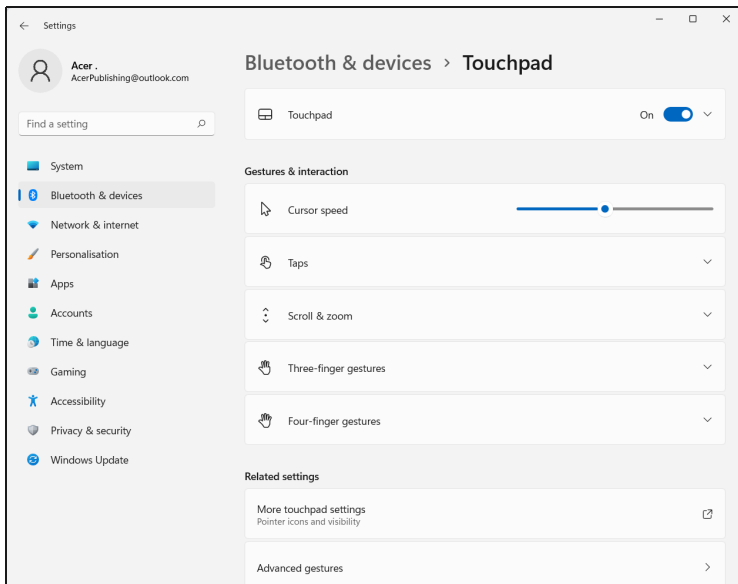 Settings
Acer .
AcerPublishing@outlook.com
Find a setting
System
Bluetooth & devices
Network & internet
Personalisation
Apps
Accounts
Time & language
Gaming
Accessibility
Privacy & security
Windows Update
Bluetooth & devices › Touchpad
Touchpad On
Gestures & interaction
Cursor speed
Taps
Scroll & zoom
Three-finger gestures
Four-finger gestures
Related settings
More touchpad settings
Pointer icons and visibility
Advanced gestures